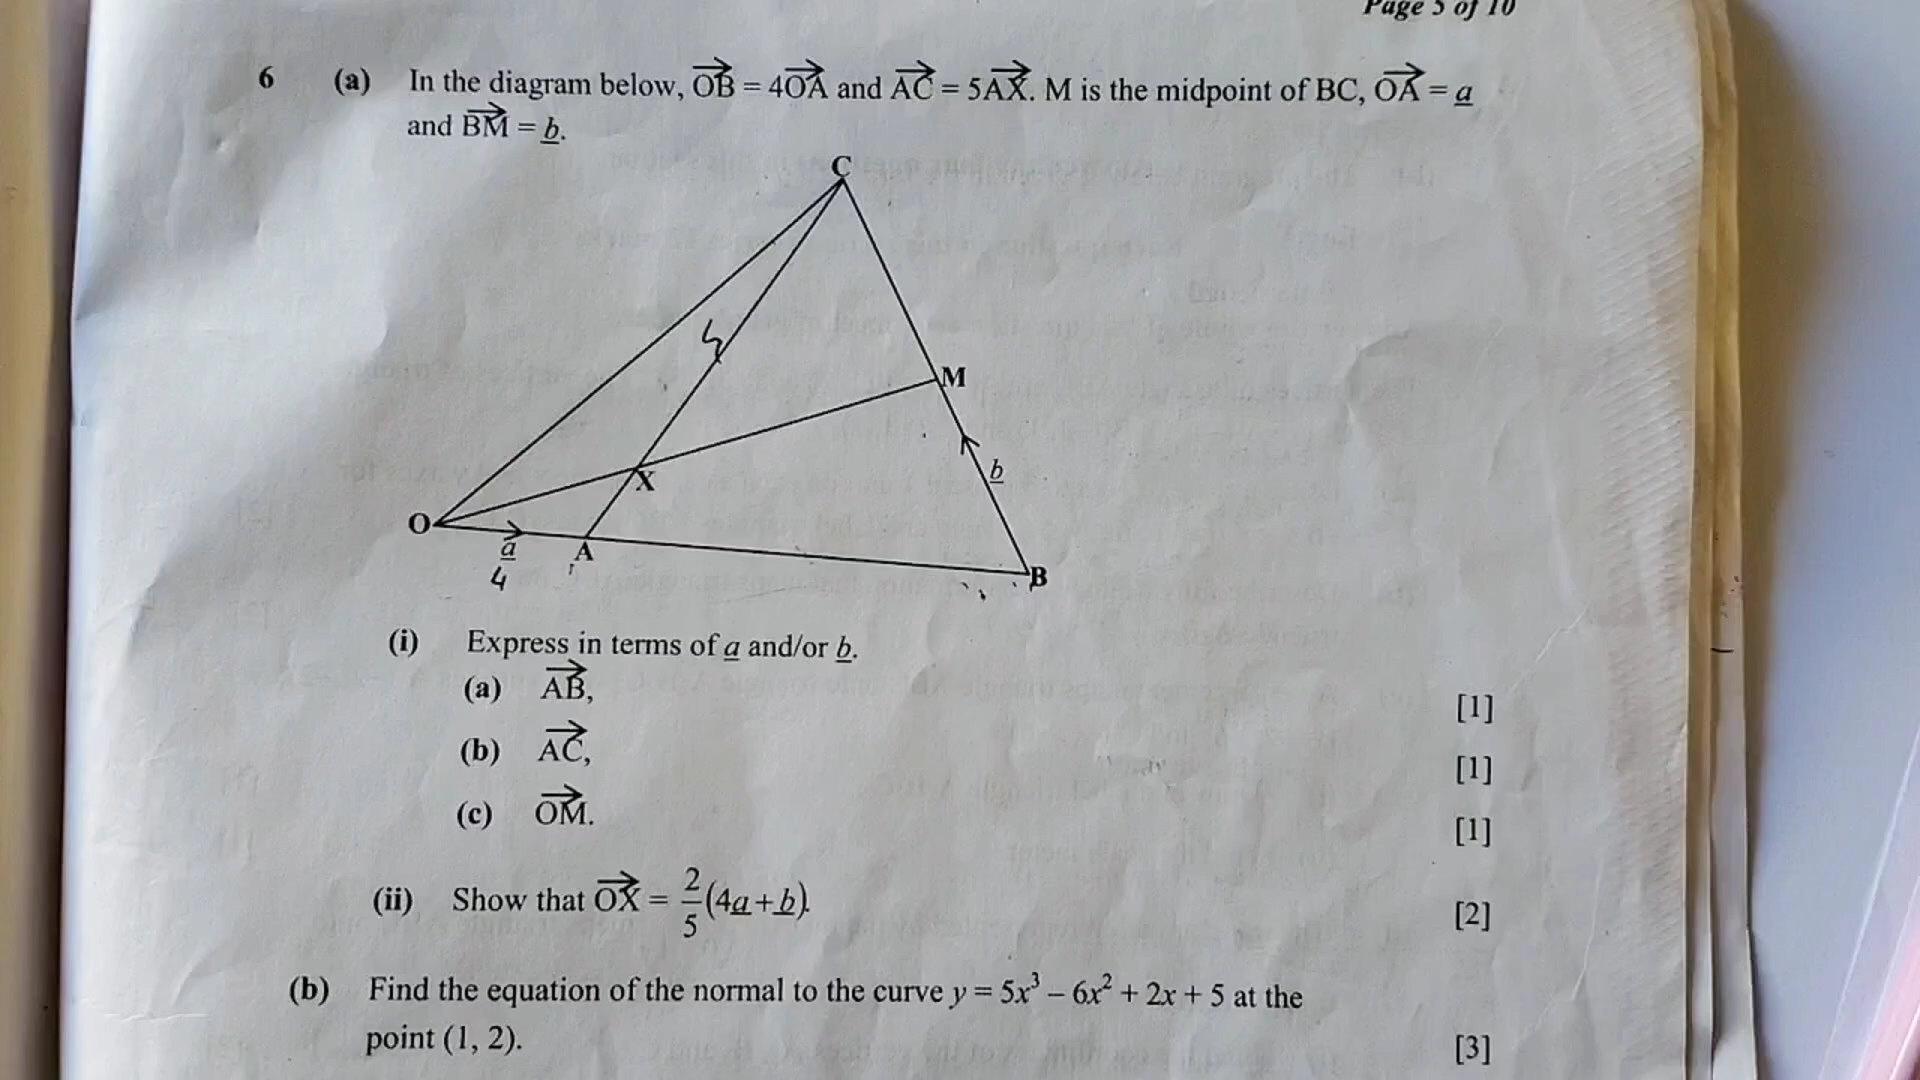 Page 5 of 10
6 (a) In the diagram below, OB⃗ = 4OA⃗ and AC⃗ = 5AX⃗. M is the midpoint of BC, OA⃗ = a
and BM⃗ = b.
C
4
M
b
X
O
a
A
4
B
(i) Express in terms of a and/or b.
(a) AB⃗, [1]
(b) AC⃗, [1]
(c) OM⃗. [1]
(ii) Show that OX⃗ = 2/5(4a+b). [2]
(b) Find the equation of the normal to the curve y = 5x³ – 6x² + 2x + 5 at the
point (1, 2). [3]